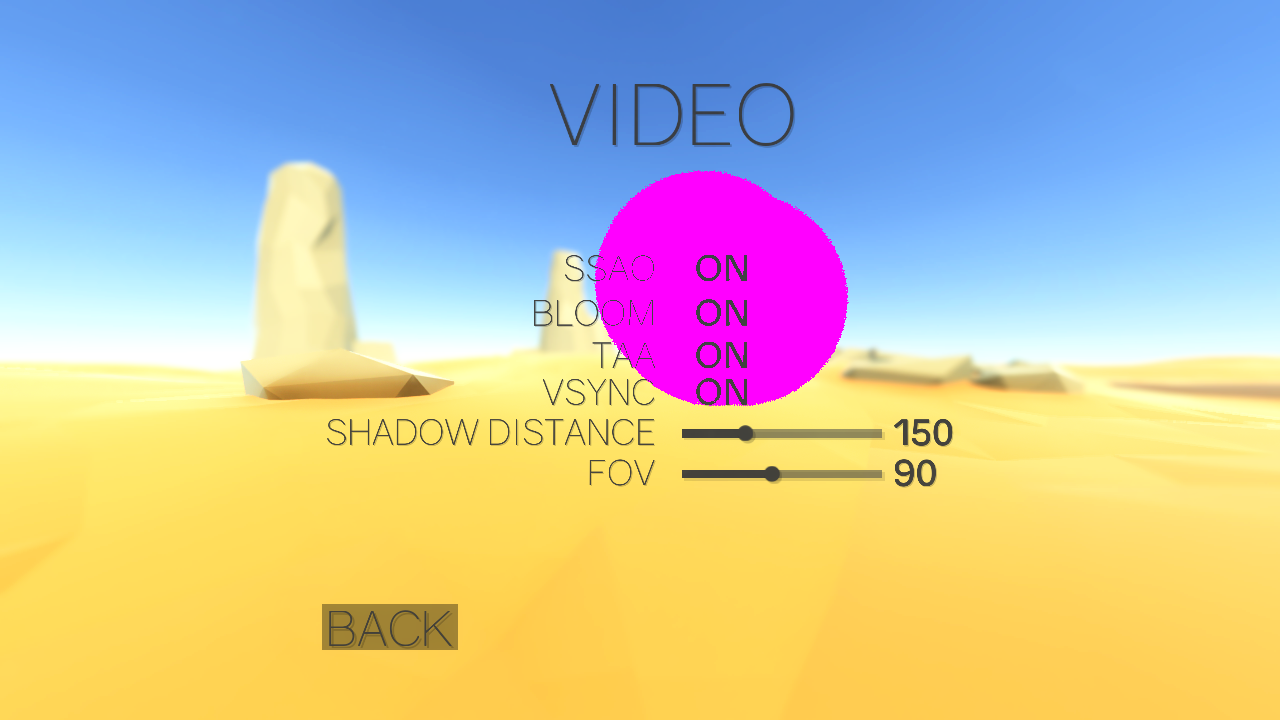 VIDEO
SSAO ON
BLOOM ON
TAA ON
VSYNC ON
SHADOW DISTANCE 150
FOV 90
BACK